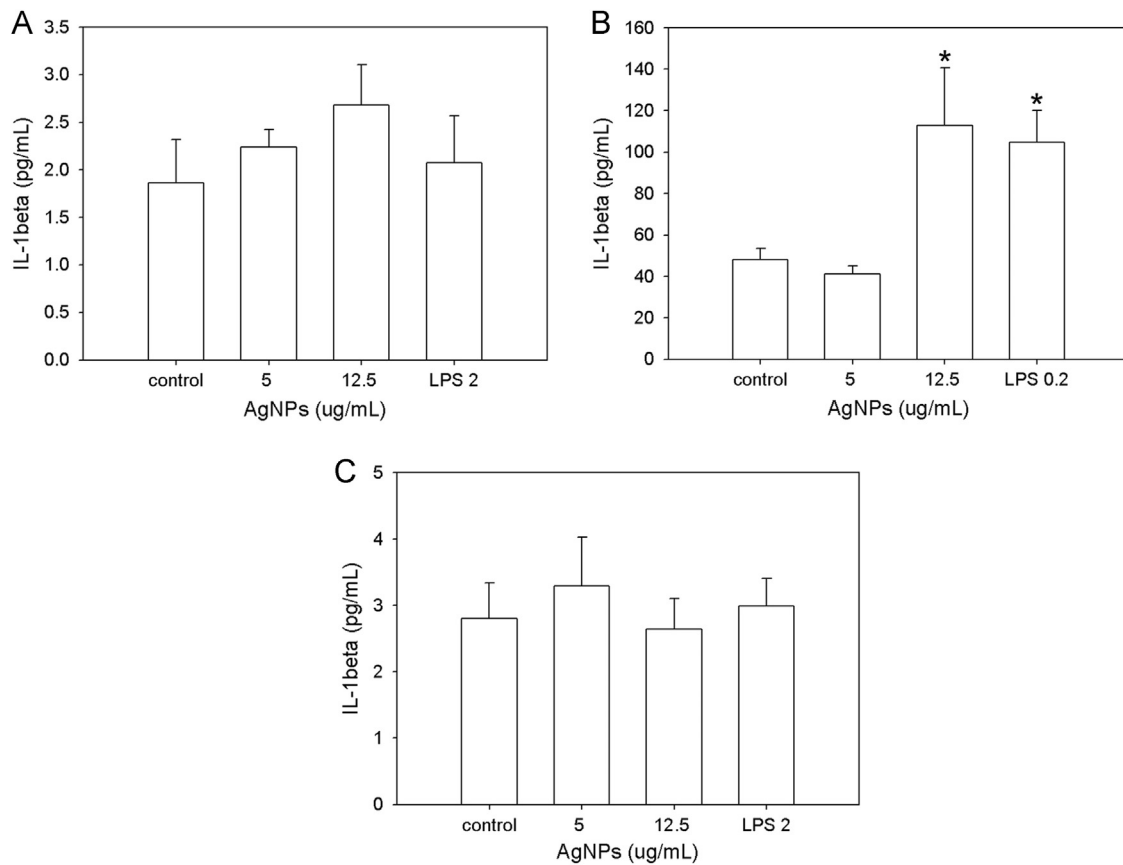 A
3.5
3.0
2.5
2.0
1.5
1.0
0.5
0.0
IL-1beta (pg/mL)
control 5 12.5 LPS 2
AgNPs (ug/mL)
B
160
140
120
100
80
60
40
20
0
IL-1beta (pg/mL)
* *
control 5 12.5 LPS 0.2
AgNPs (ug/mL)
C
5
4
3
2
1
0
IL-1beta (pg/mL)
control 5 12.5 LPS 2
AgNPs (ug/mL)